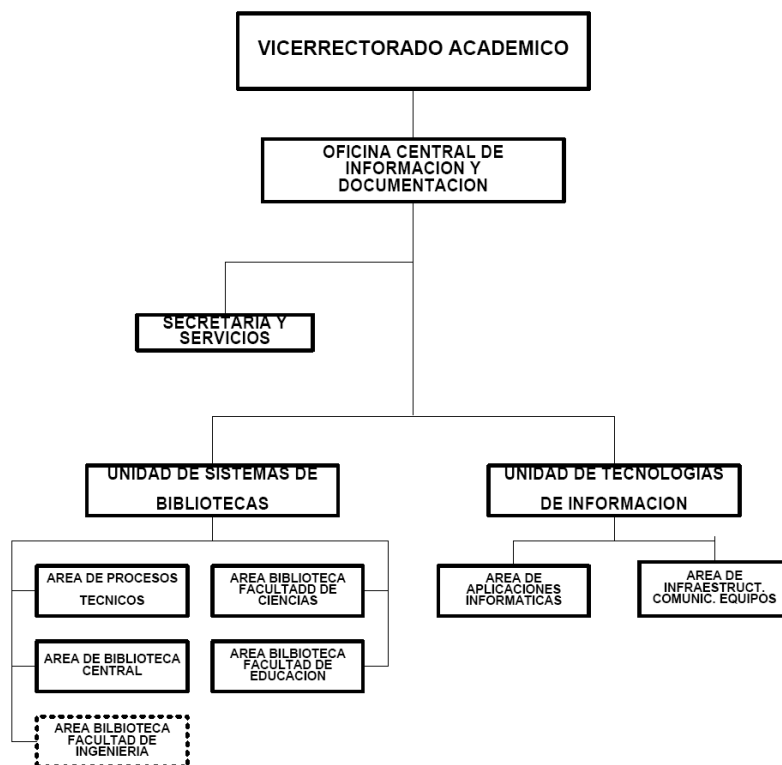 VICERRECTORADO ACADEMICO
OFICINA CENTRAL DE
INFORMACION Y
DOCUMENTACION
SECRETARIA Y
SERVICIOS
UNIDAD DE SISTEMAS DE
BIBLIOTECAS
UNIDAD DE TECNOLOGIAS
DE INFORMACION
AREA DE PROCESOS
TECNICOS
AREA BIBLIOTECA
FACULTADD DE
CIENCIAS
AREA DE
APLICACIONES
INFORMATICAS
AREA DE
INFRAESTRUCT.
COMUNIC. EQUIPOS
AREA DE BIBLIOTECA
CENTRAL
AREA BILBIOTECA
FACULTAD DE
EDUCACION
AREA BILBIOTECA
FACULTAD DE
INGENIERIA